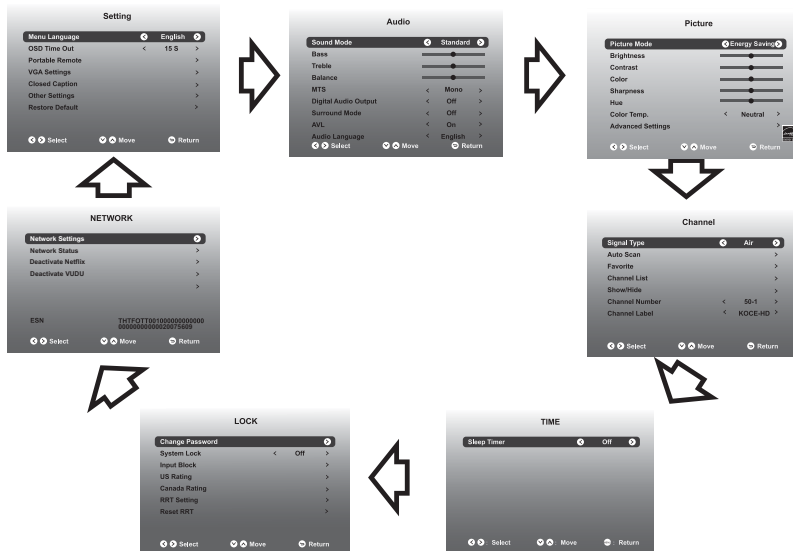 Setting
Menu Language English
OSD Time Out 15 S
Portable Remote
VGA Settings
Closed Caption
Other Settings
Restore Default
Select Move Return
Audio
Sound Mode Standard
Bass
Treble
Balance
MTS Mono
Digital Audio Output Off
Surround Mode Off
AVL On
Audio Language English
Select Move Return
Picture
Picture Mode Energy Saving
Brightness
Contrast
Color
Sharpness
Hue
Color Temp. Neutral
Advanced Settings
Select Move Return
NETWORK
Network Settings
Network Status
Deactivate Netflix
Deactivate VUDU
ESN THTFOTT001000000000000
00000000000020075609
Select Move Return
Channel
Signal Type Air
Auto Scan
Favorite
Channel List
Show/Hide
Channel Number 50-1
Channel Label KOCE-HD
Select Move Return
LOCK
Change Password
System Lock Off
Input Block
US Rating
Canada Rating
RRT Setting
Reset RRT
Select Move Return
TIME
Sleep Timer Off
: Select : Move : Return